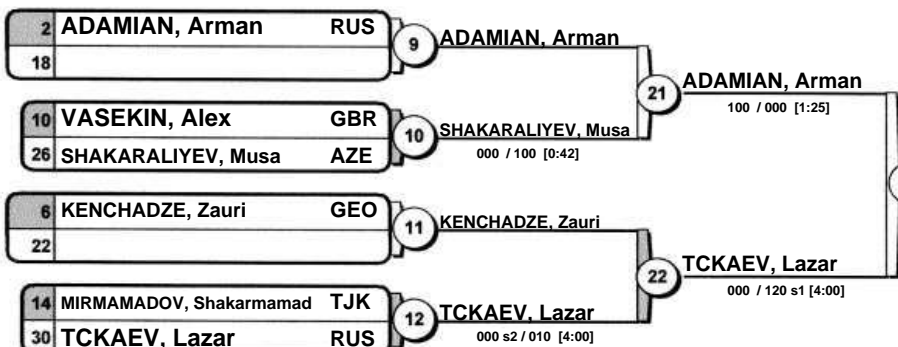 2 ADAMIAN, Arman RUS
18
9 ADAMIAN, Arman
10 VASEKIN, Alex GBR
26 SHAKARALIYEV, Musa AZE
10 SHAKARALIYEV, Musa
000 / 100 [0:42]
21 ADAMIAN, Arman
100 / 000 [1:25]
6 KENCHADZE, Zauri GEO
22
11 KENCHADZE, Zauri
14 MIRMAMADOV, Shakarmamad TJK
30 TCKAEV, Lazar RUS
12 TCKAEV, Lazar
000 s2 / 010 [4:00]
22 TCKAEV, Lazar
000 / 120 s1 [4:00]